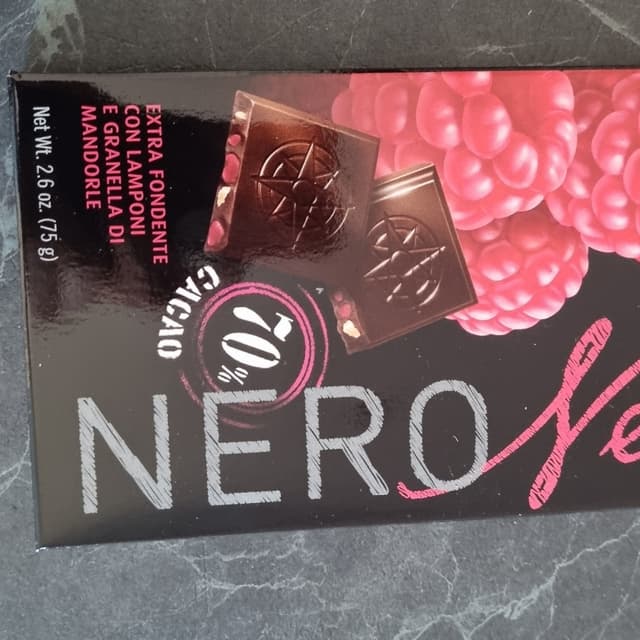 EXTRA FONDENTE
CON LAMPONI
E GRANELLA DI
MANDORLE
Net Wt. 2.6 oz. (75 g)
70%
CACAO
NERO